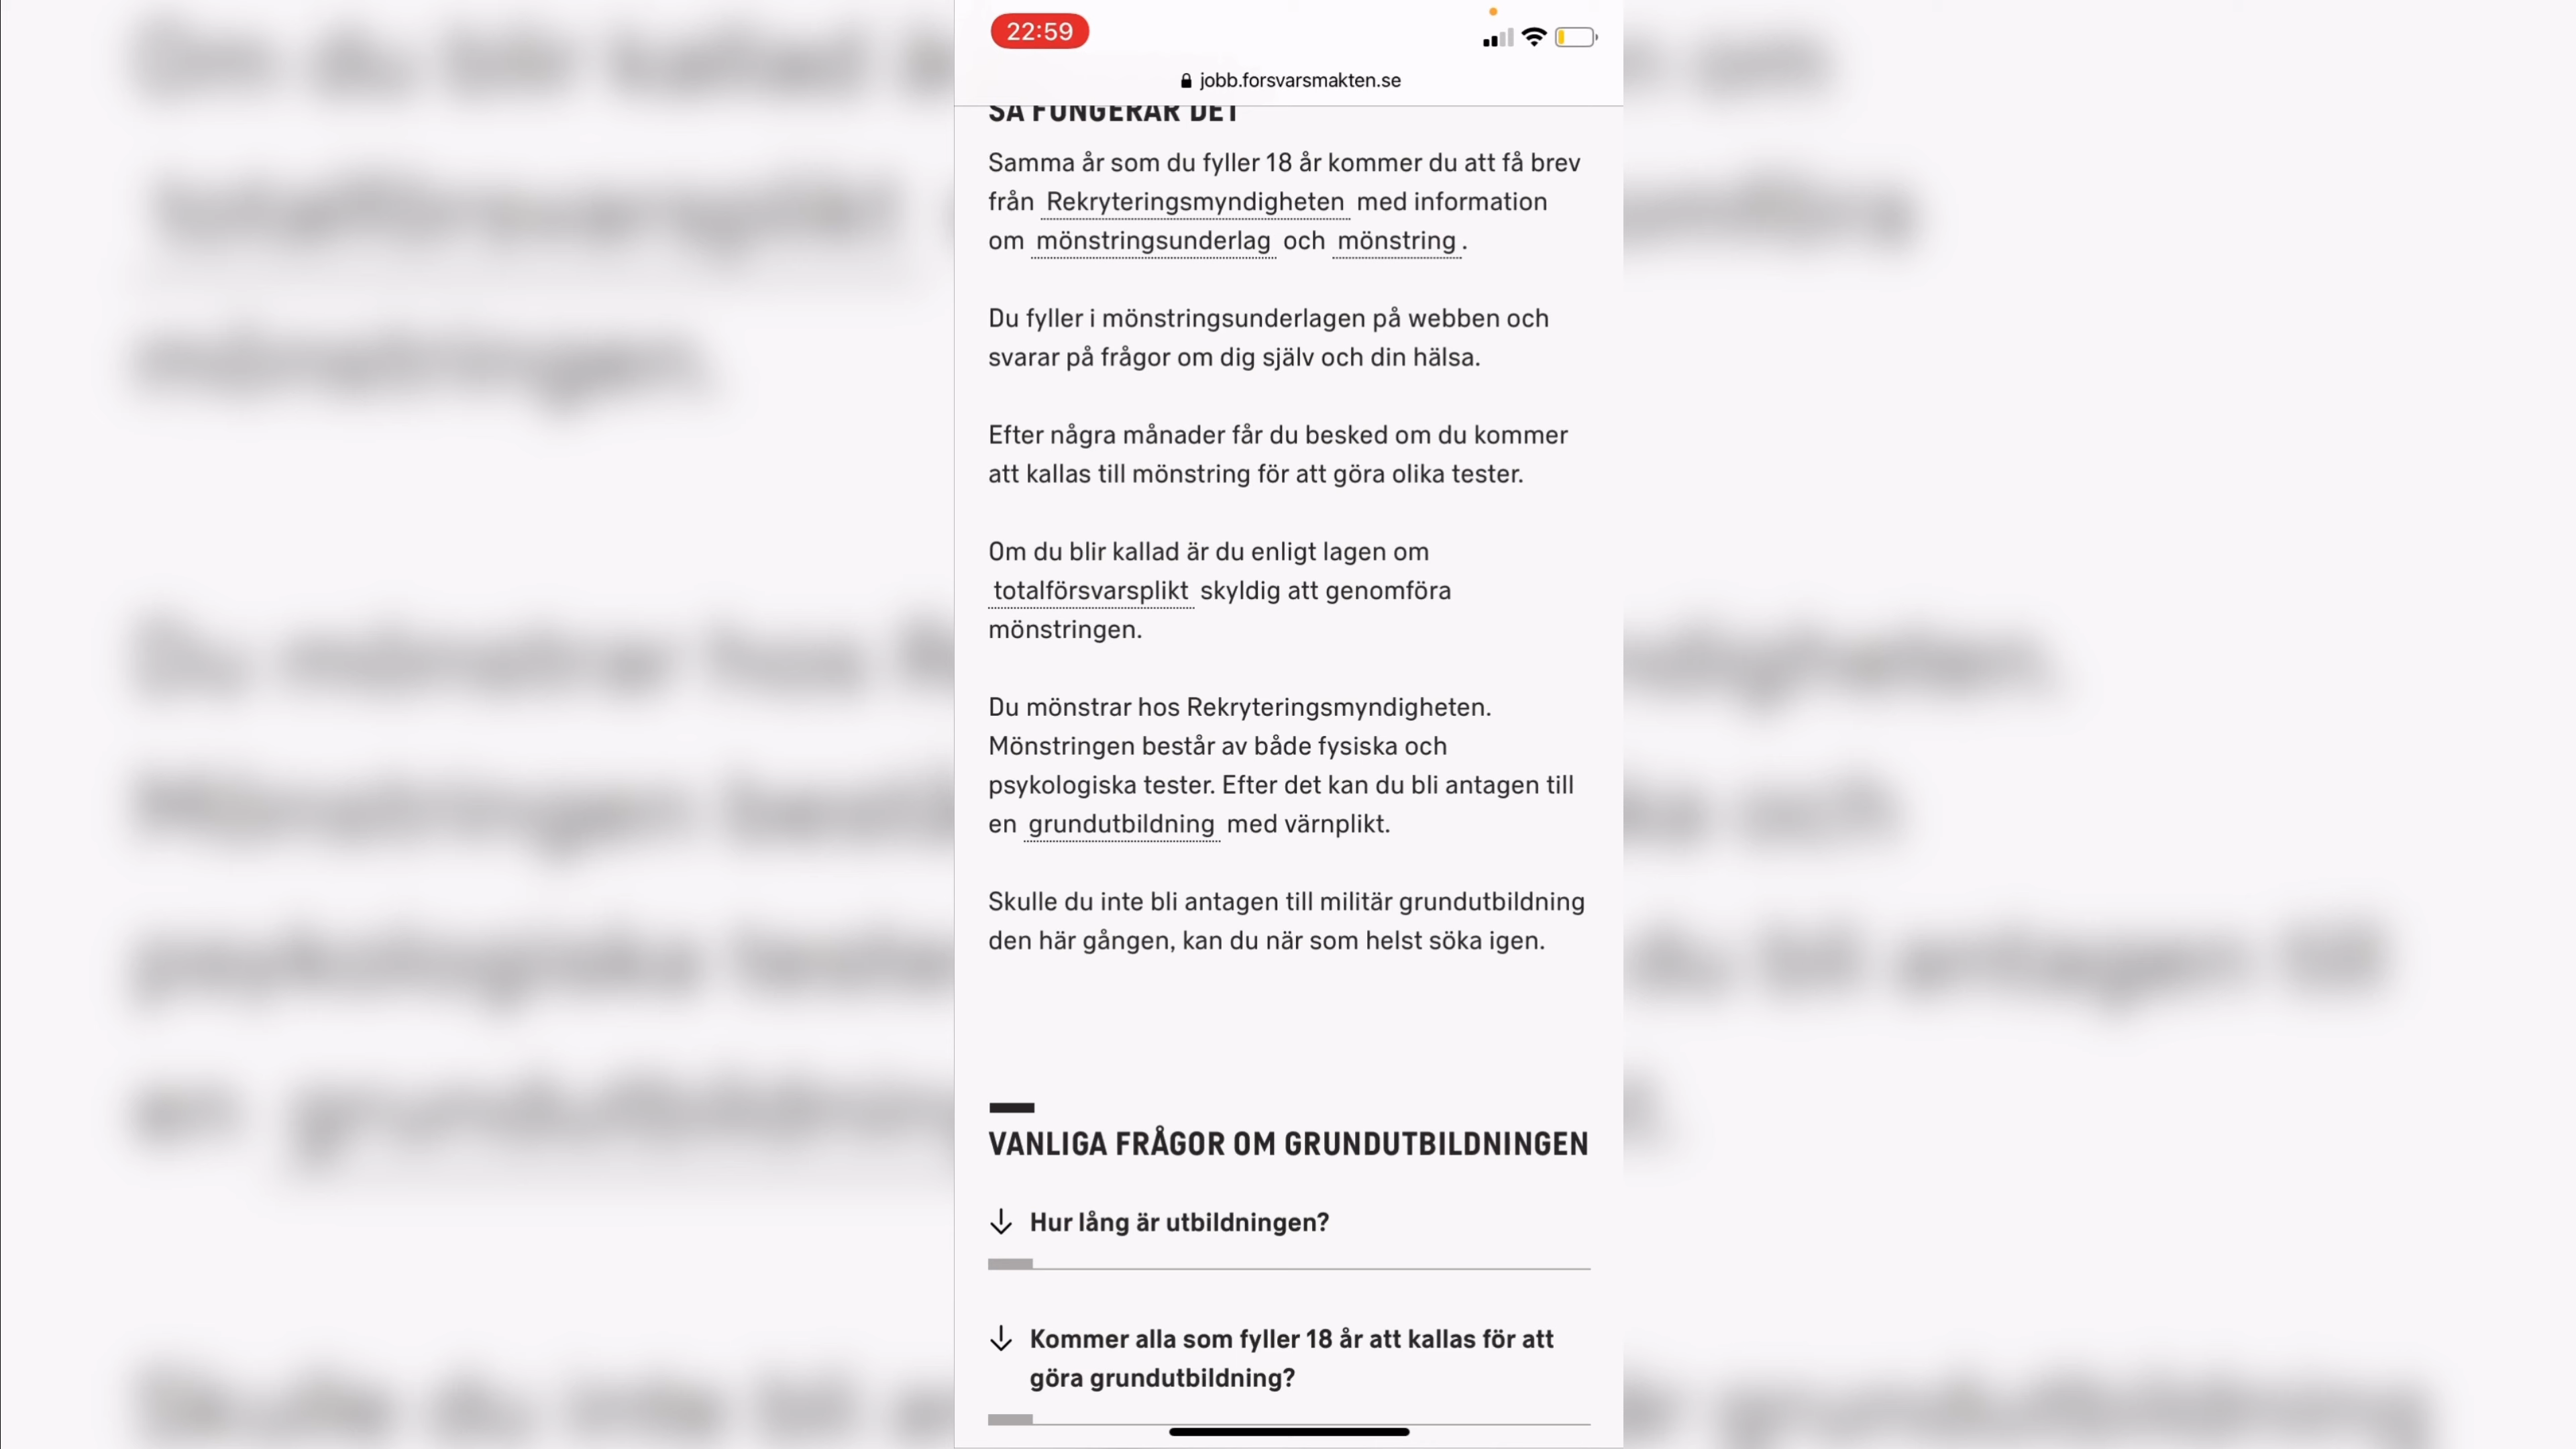 22:59
jobb.forsvarsmakten.se
SÅ FUNGERAR DET
Samma år som du fyller 18 år kommer du att få brev
från Rekryteringsmyndigheten med information
om mönstringsunderlag och mönstring.
Du fyller i mönstringsunderlagen på webben och
svarar på frågor om dig själv och din hälsa.
Efter några månader får du besked om du kommer
att kallas till mönstring för att göra olika tester.
Om du blir kallad är du enligt lagen om
totalförsvarsplikt skyldig att genomföra
mönstringen.
Du mönstrar hos Rekryteringsmyndigheten.
Mönstringen består av både fysiska och
psykologiska tester. Efter det kan du bli antagen till
en grundutbildning med värnplikt.
Skulle du inte bli antagen till militär grundutbildning
den här gången, kan du när som helst söka igen.
VANLIGA FRÅGOR OM GRUNDUTBILDNINGEN
Hur lång är utbildningen?
Kommer alla som fyller 18 år att kallas för att
göra grundutbildning?